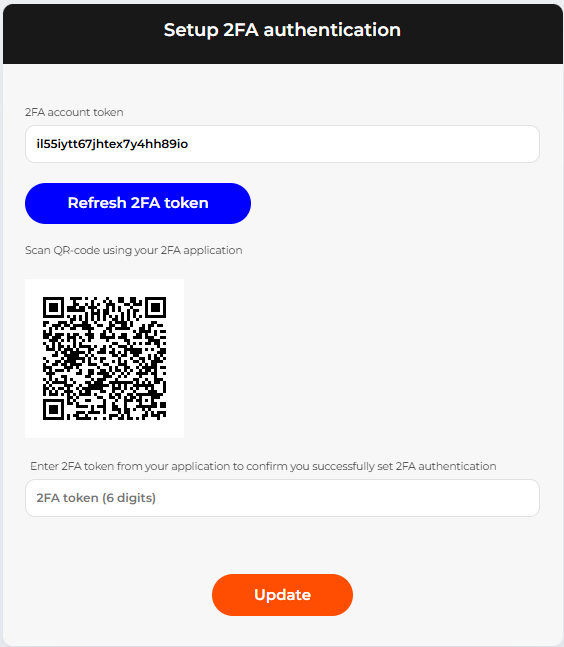 Setup 2FA authentication
2FA account token
il55iytt67jhtex7y4hh89io
Refresh 2FA token
Scan QR-code using your 2FA application
Enter 2FA token from your application to confirm you successfully set 2FA authentication
2FA token (6 digits)
Update